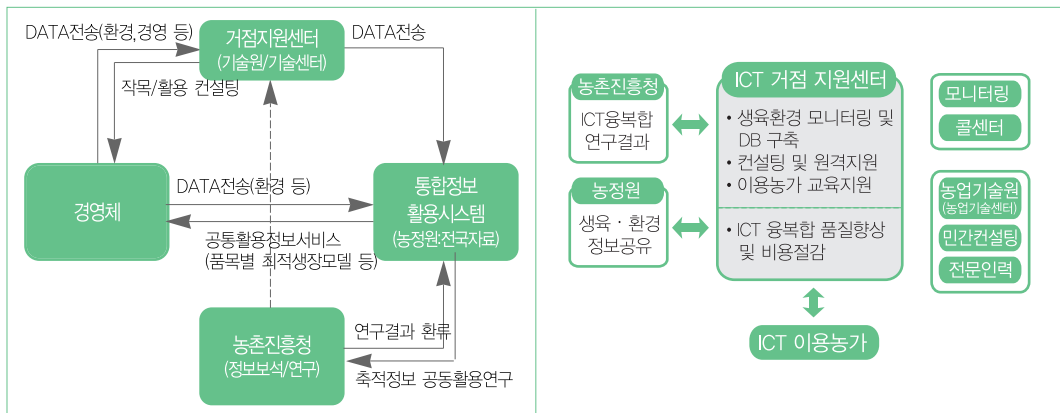 DATA전송(환경,경영 등)
거점지원센터
(기술원/기술센터)
DATA전송
작목/활용 컨설팅
경영체
DATA전송(환경 등)
통합정보
활용시스템
(농정원·전국자료)
공통활용정보서비스
(품목별 최적생장모델 등)
농촌진흥청
(정보보석/연구)
연구결과 환류
축적정보 공동활용연구
농촌진흥청
ICT융복합
연구결과
농정원
생육 · 환경
정보공유
ICT 거점 지원센터
• 생육환경 모니터링 및
DB 구축
• 컨설팅 및 원격지원
• 이용농가 교육지원
• ICT 융복합 품질향상
및 비용절감
모니터링
콜센터
농업기술원
(농업기술센터)
민간컨설팅
전문인력
ICT 이용농가